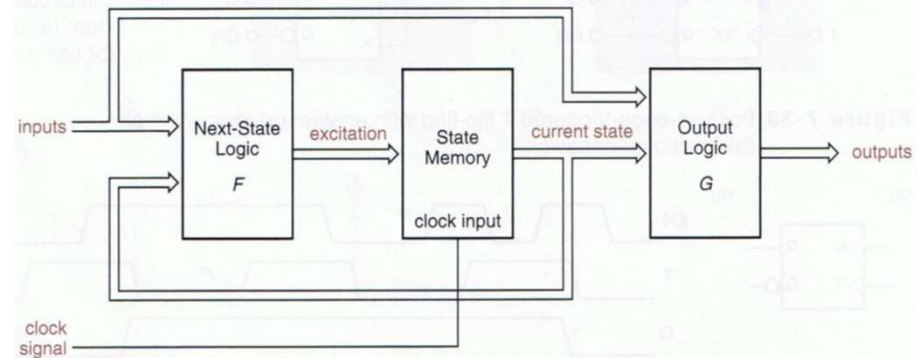 inputs
Next-State
Logic
F
excitation
State
Memory
clock input
current state
Output
Logic
G
outputs
clock
signal